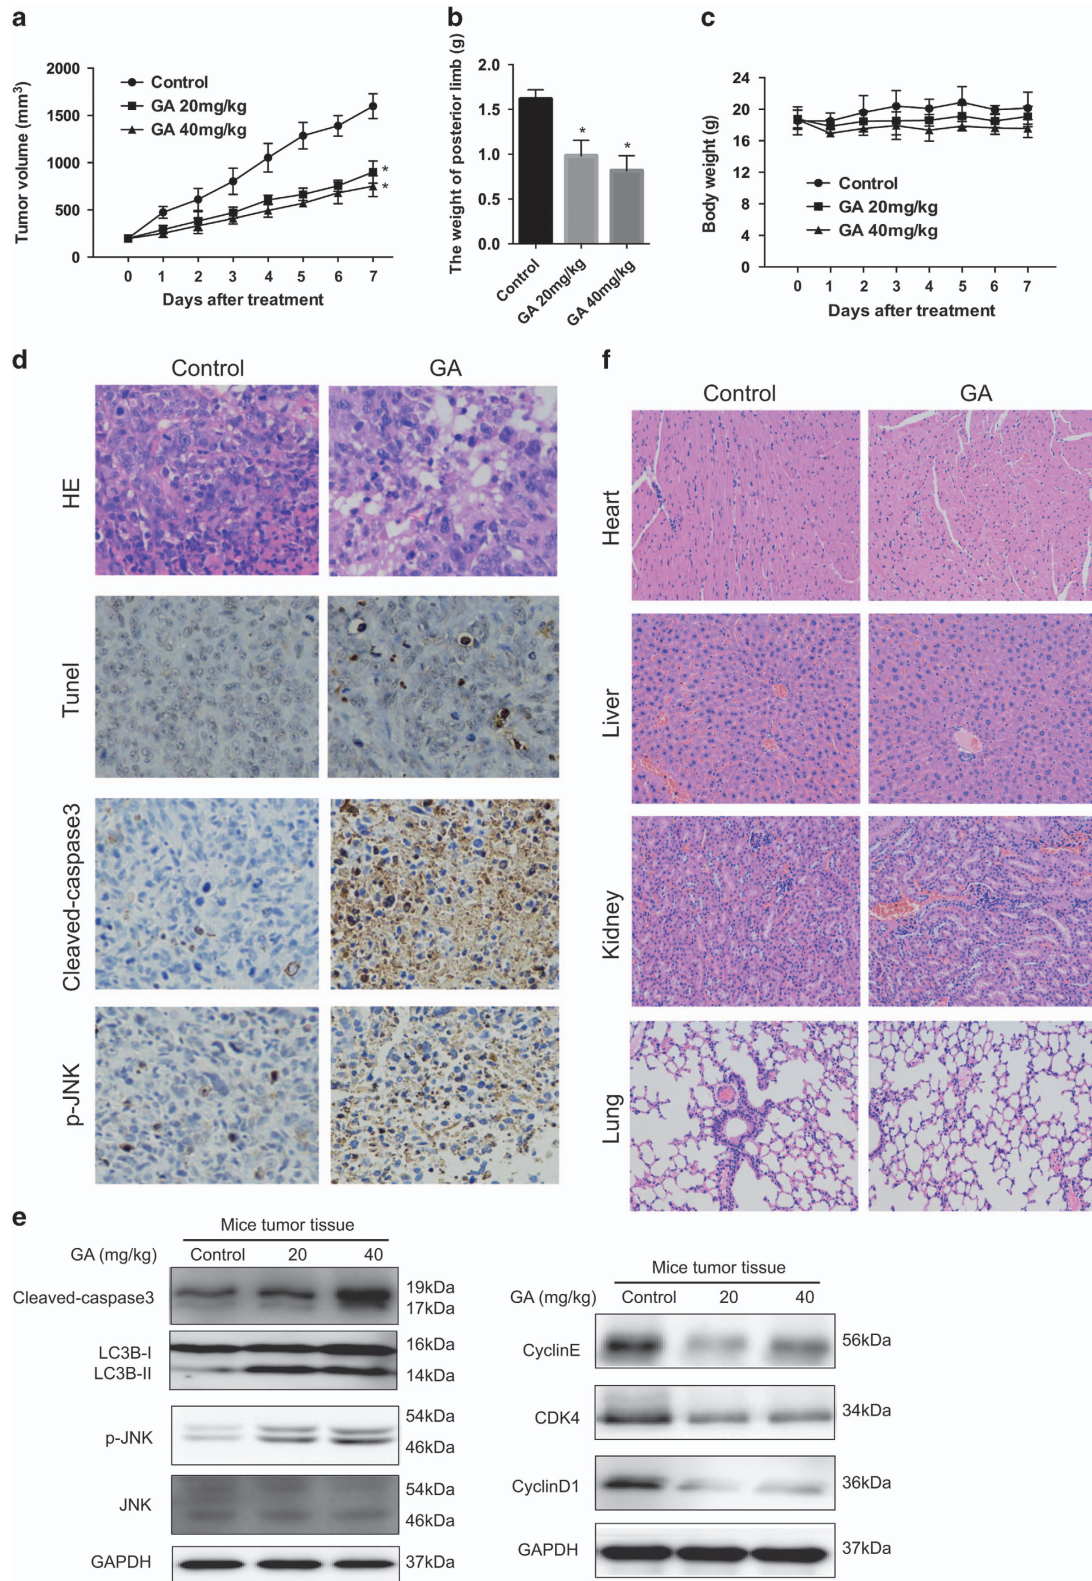 a
Tumor volume (mm³)
2000
1500
1000
500
0
Control
GA 20mg/kg
GA 40mg/kg
*
*
0 1 2 3 4 5 6 7
Days after treatment
b
The weight of posterior limb (g)
2.0
1.5
1.0
0.5
0.0
*
*
Control
GA 20mg/kg
GA 40mg/kg
c
Body weight (g)
24
20
16
12
8
4
0
Control
GA 20mg/kg
GA 40mg/kg
0 1 2 3 4 5 6 7
Days after treatment
d
Control GA
HE
Tunel
Cleaved-caspase3
p-JNK
f
Control GA
Heart
Liver
Kidney
Lung
e
Mice tumor tissue
GA (mg/kg) Control 20 40
Cleaved-caspase3 19kDa
17kDa
LC3B-I 16kDa
LC3B-II 14kDa
p-JNK 54kDa
46kDa
JNK 54kDa
46kDa
GAPDH 37kDa
Mice tumor tissue
GA (mg/kg) Control 20 40
CyclinE 56kDa
CDK4 34kDa
CyclinD1 36kDa
GAPDH 37kDa